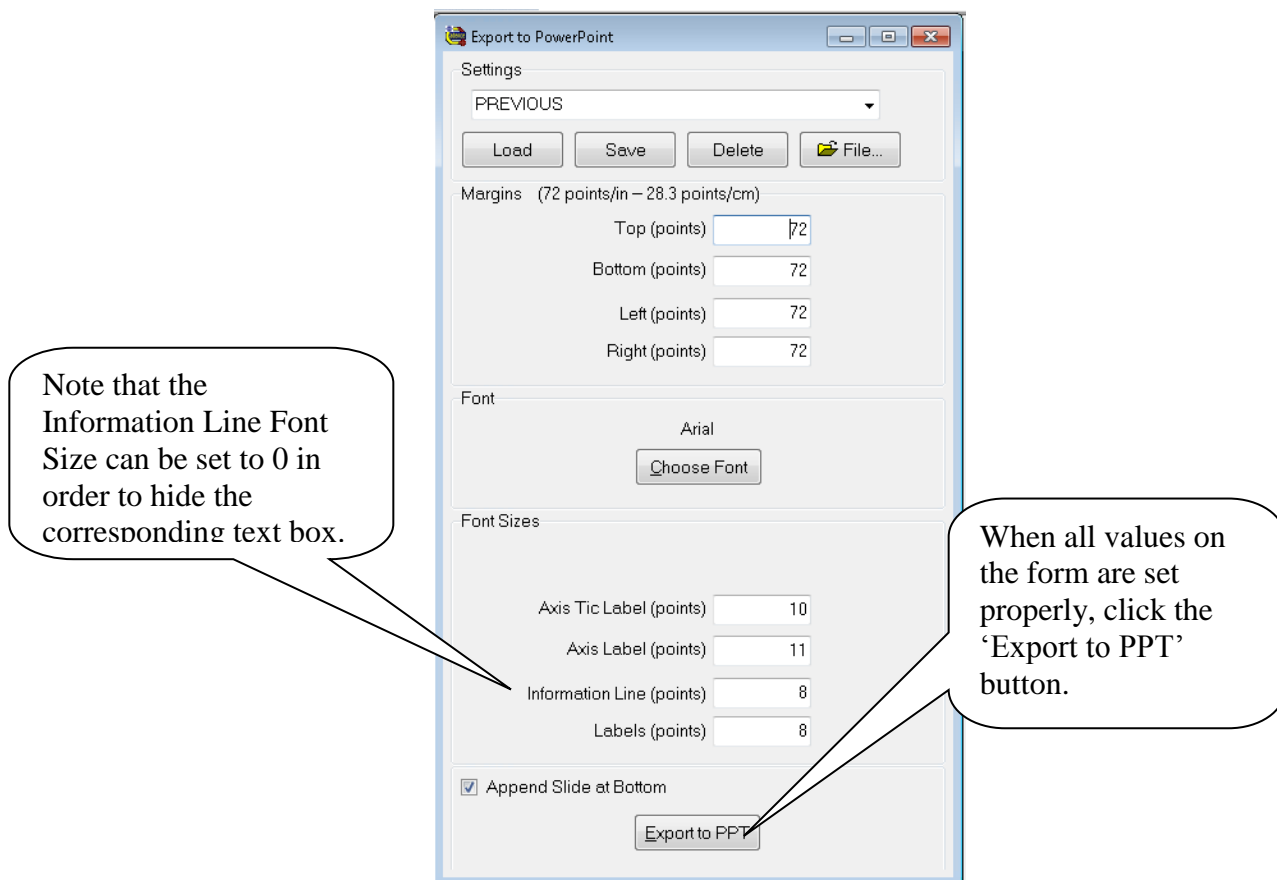 Export to PowerPoint
Settings
PREVIOUS
Load Save Delete File...
Margins (72 points/in – 28.3 points/cm)
Top (points) 72
Bottom (points) 72
Left (points) 72
Right (points) 72
Font
Arial
Choose Font
Font Sizes
Axis Tic Label (points) 10
Axis Label (points) 11
Information Line (points) 8
Labels (points) 8
Append Slide at Bottom
Export to PPT
Note that the
Information Line Font
Size can be set to 0 in
order to hide the
corresponding text box.
When all values on
the form are set
properly, click the
‘Export to PPT’
button.